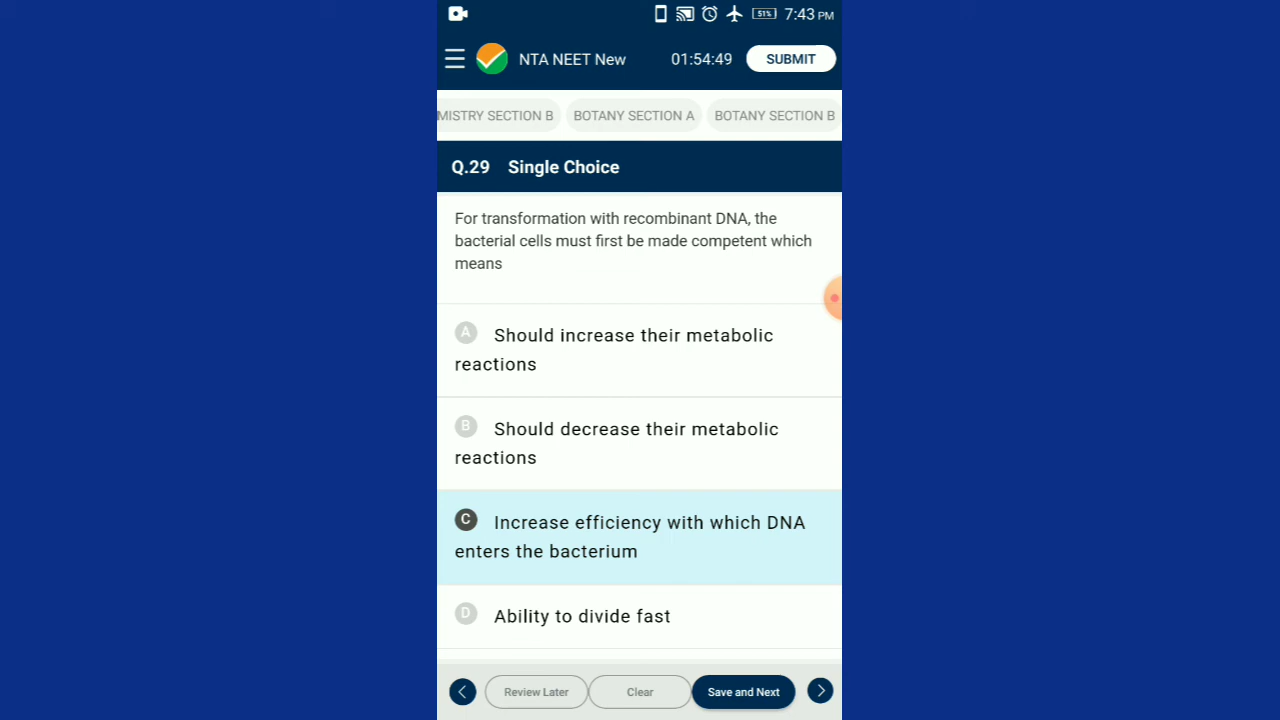 51% 7:43 PM
NTA NEET New 01:54:49 SUBMIT
MISTRY SECTION B BOTANY SECTION A BOTANY SECTION B
Q.29 Single Choice
For transformation with recombinant DNA, the
bacterial cells must first be made competent which
means
A Should increase their metabolic
reactions
B Should decrease their metabolic
reactions
C Increase efficiency with which DNA
enters the bacterium
D Ability to divide fast
Review Later Clear Save and Next